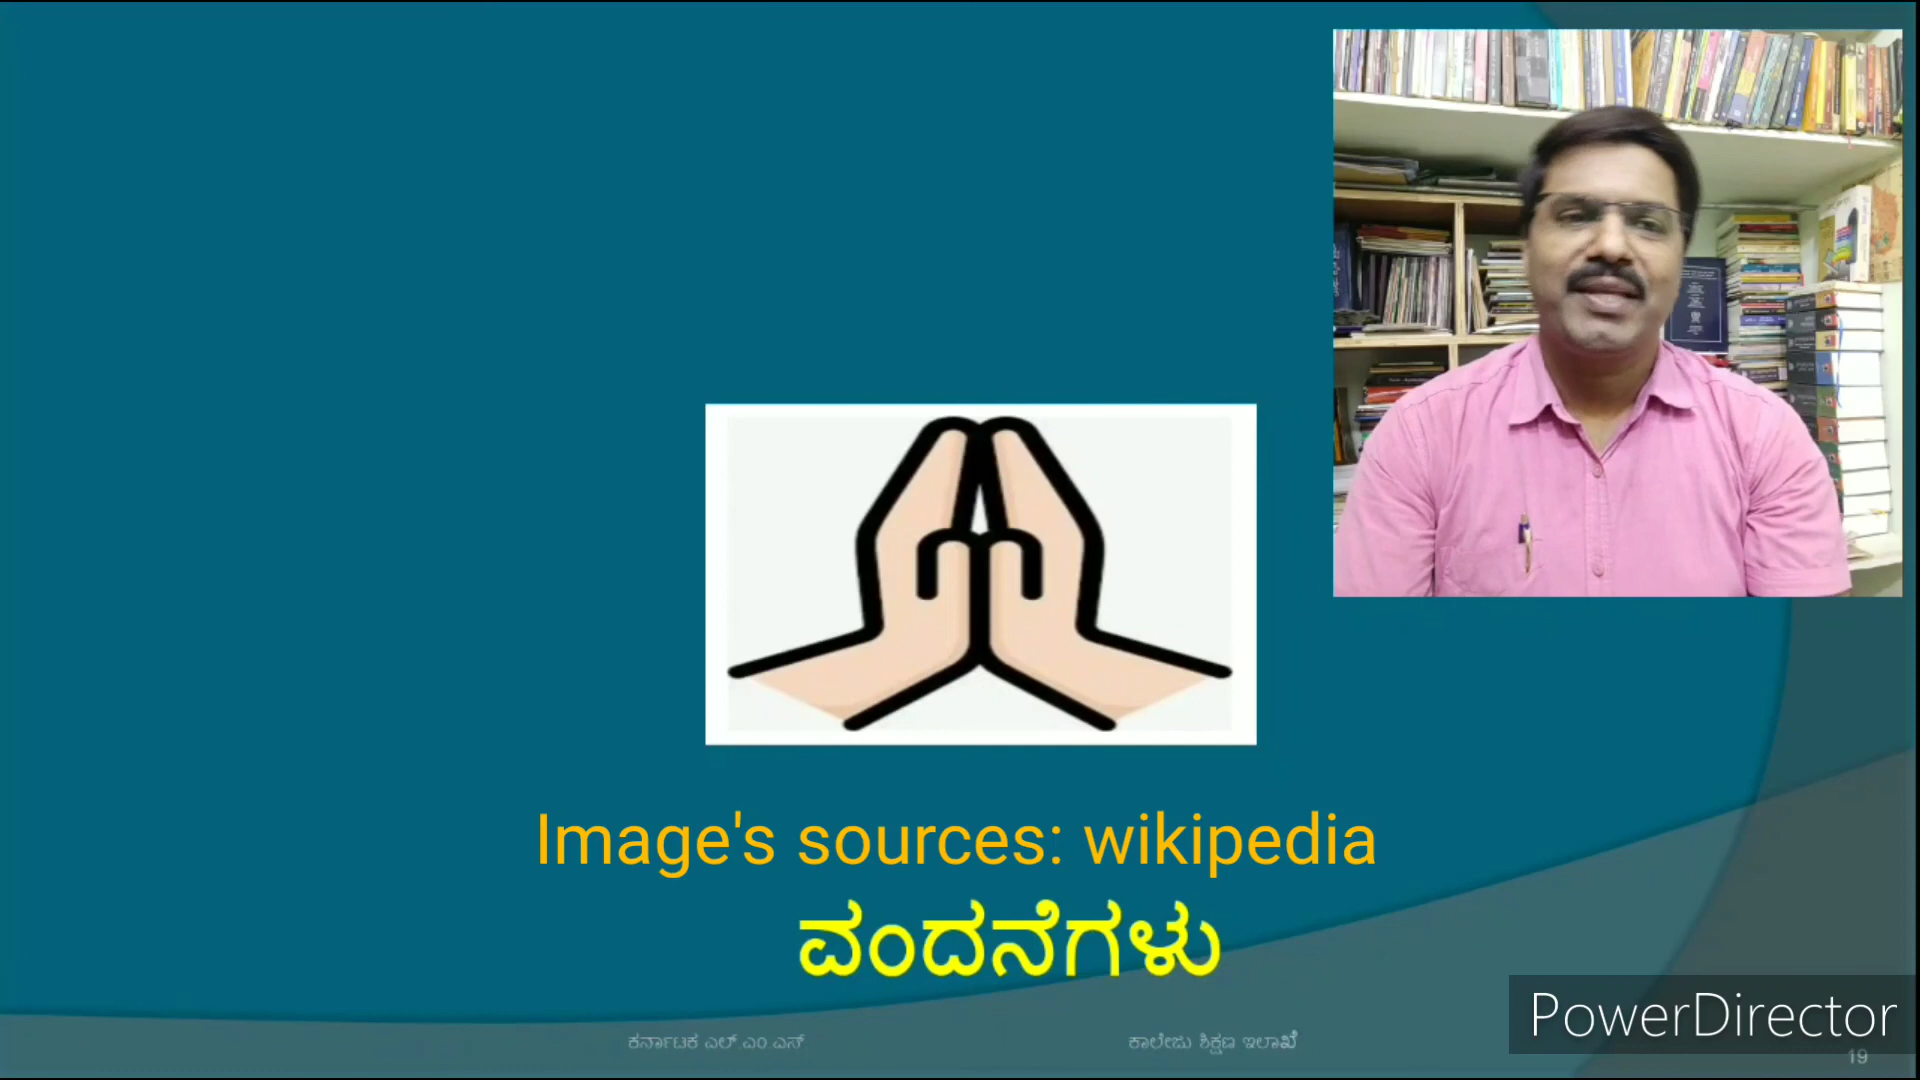 Image's sources: wikipedia
ವಂದನೆಗಳು
PowerDirector
ಕರ್ನಾಟಕ ಎಲ್.ಎಂ ಎಸ್
ಕಾಲೇಜು ಶಿಕ್ಷಣ ಇಲಾಖೆ
19